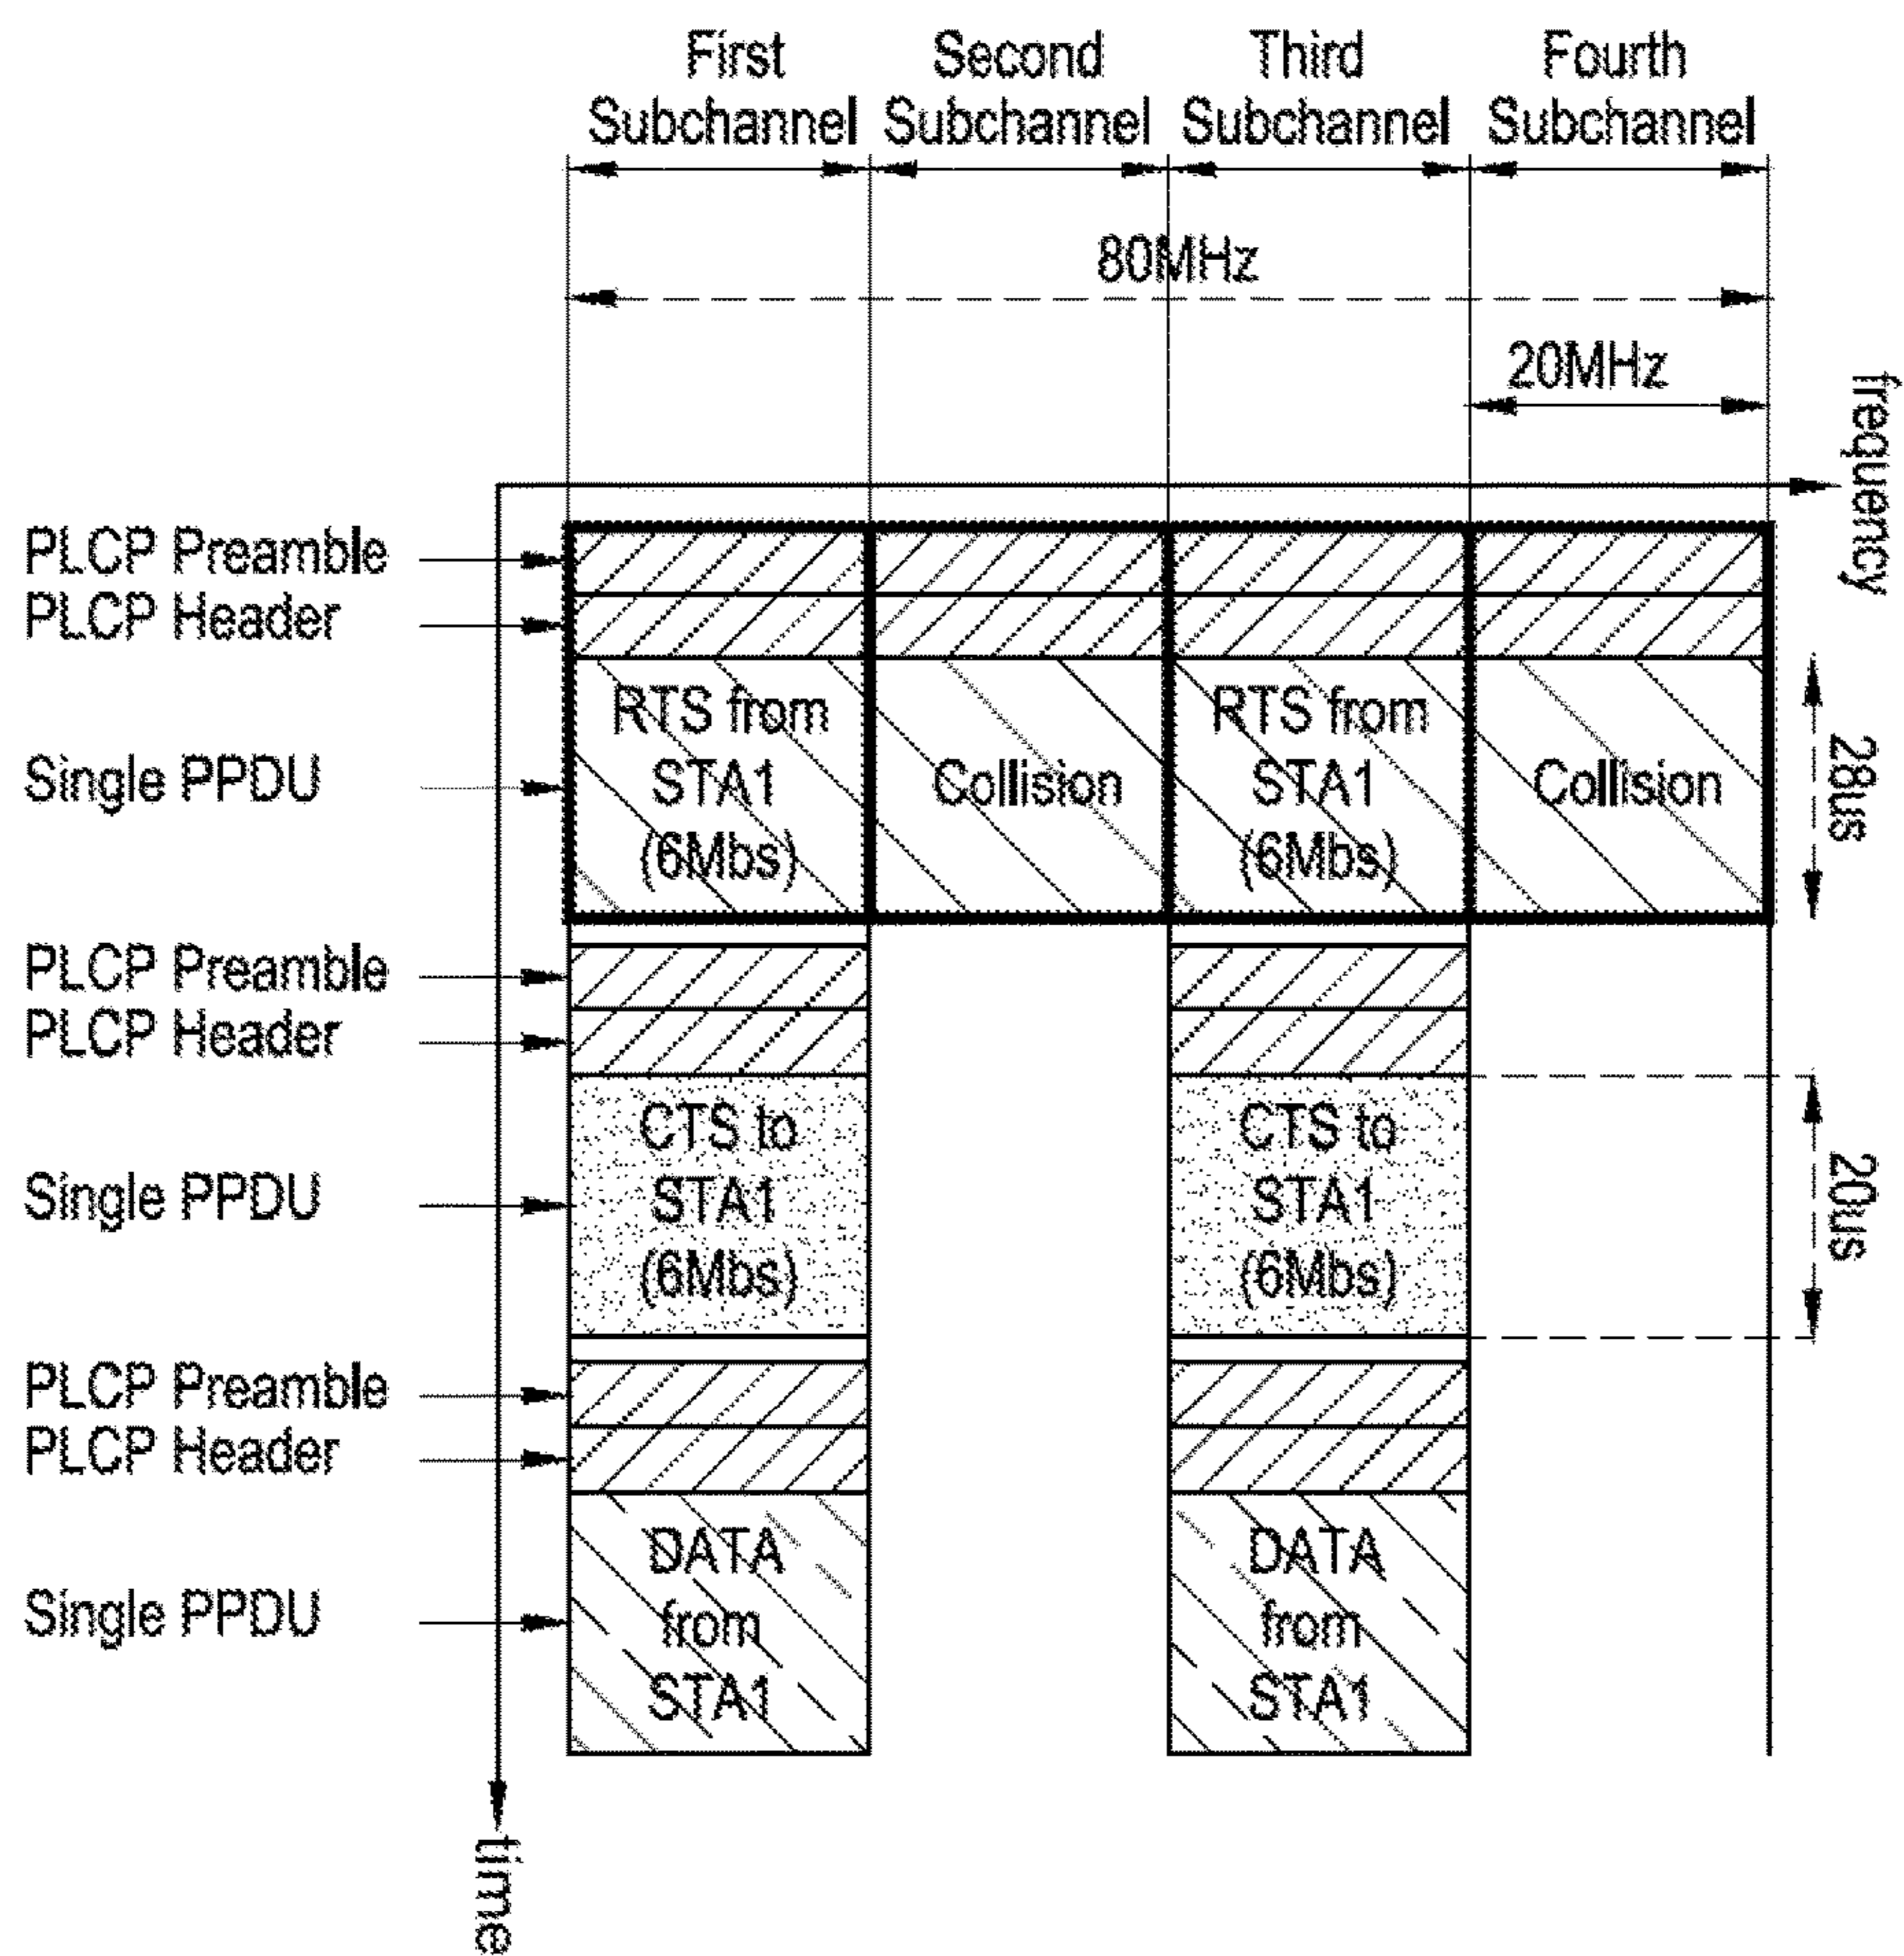 First Subchannel
Second Subchannel
Third Subchannel
Fourth Subchannel
80MHz
20MHz
frequency
PLCP Preamble
PLCP Header
Single PPDU
RTS from
STA1
(6Mbs)
Collision
RTS from
STA1
(6Mbs)
Collision
28us
PLCP Preamble
PLCP Header
Single PPDU
CTS to
STA1
(6Mbs)
CTS to
STA1
(6Mbs)
20us
PLCP Preamble
PLCP Header
Single PPDU
DATA
from
STA1
DATA
from
STA1
time